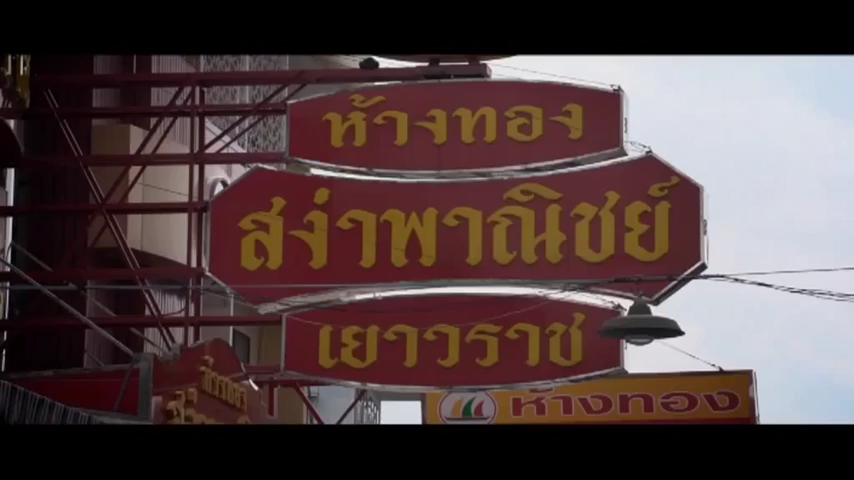 ห้างทอง
สง่าพาณิชย์
เยาวราช
ห้างทอง